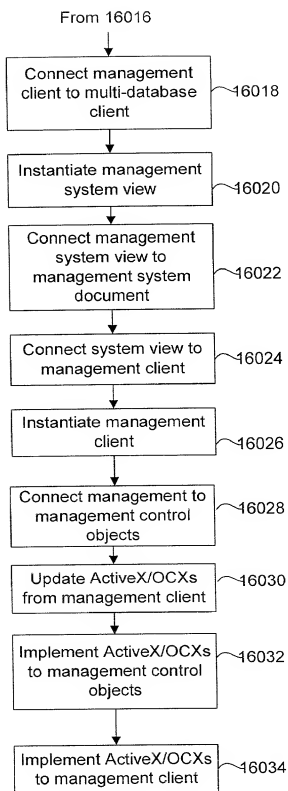 From 16016
Connect management
client to multi-database
client
16018
Instantiate management
system view
16020
Connect management
system view to
management system
document
16022
Connect system view to
management client
16024
Instantiate management
client
16026
Connect management to
management control
objects
16028
Update ActiveX/OCXs
from management client
16030
Implement ActiveX/OCXs
to management control
objects
16032
Implement ActiveX/OCXs
to management client
16034